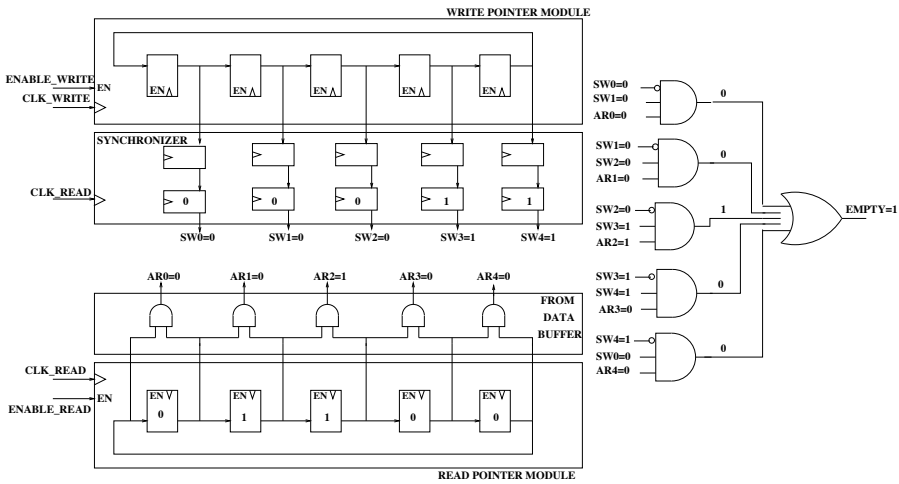 WRITE POINTER MODULE
ENABLE_WRITE
EN
CLK_WRITE
EN EN EN EN EN
SYNCHRONIZER
CLK_READ
0 0 0 1 1
SW0=0 SW1=0 SW2=0 SW3=1 SW4=1
AR0=0 AR1=0 AR2=1 AR3=0 AR4=0
FROM
DATA
BUFFER
CLK_READ
EN
ENABLE_READ
EN EN EN EN EN
0 1 1 0 0
READ POINTER MODULE
SW0=0
SW1=0
AR0=0
0
SW1=0
SW2=0
AR1=0
0
SW2=0
SW3=1
AR2=1
1
SW3=1
SW4=1
AR3=0
0
SW4=1
SW0=0
AR4=0
0
EMPTY=1